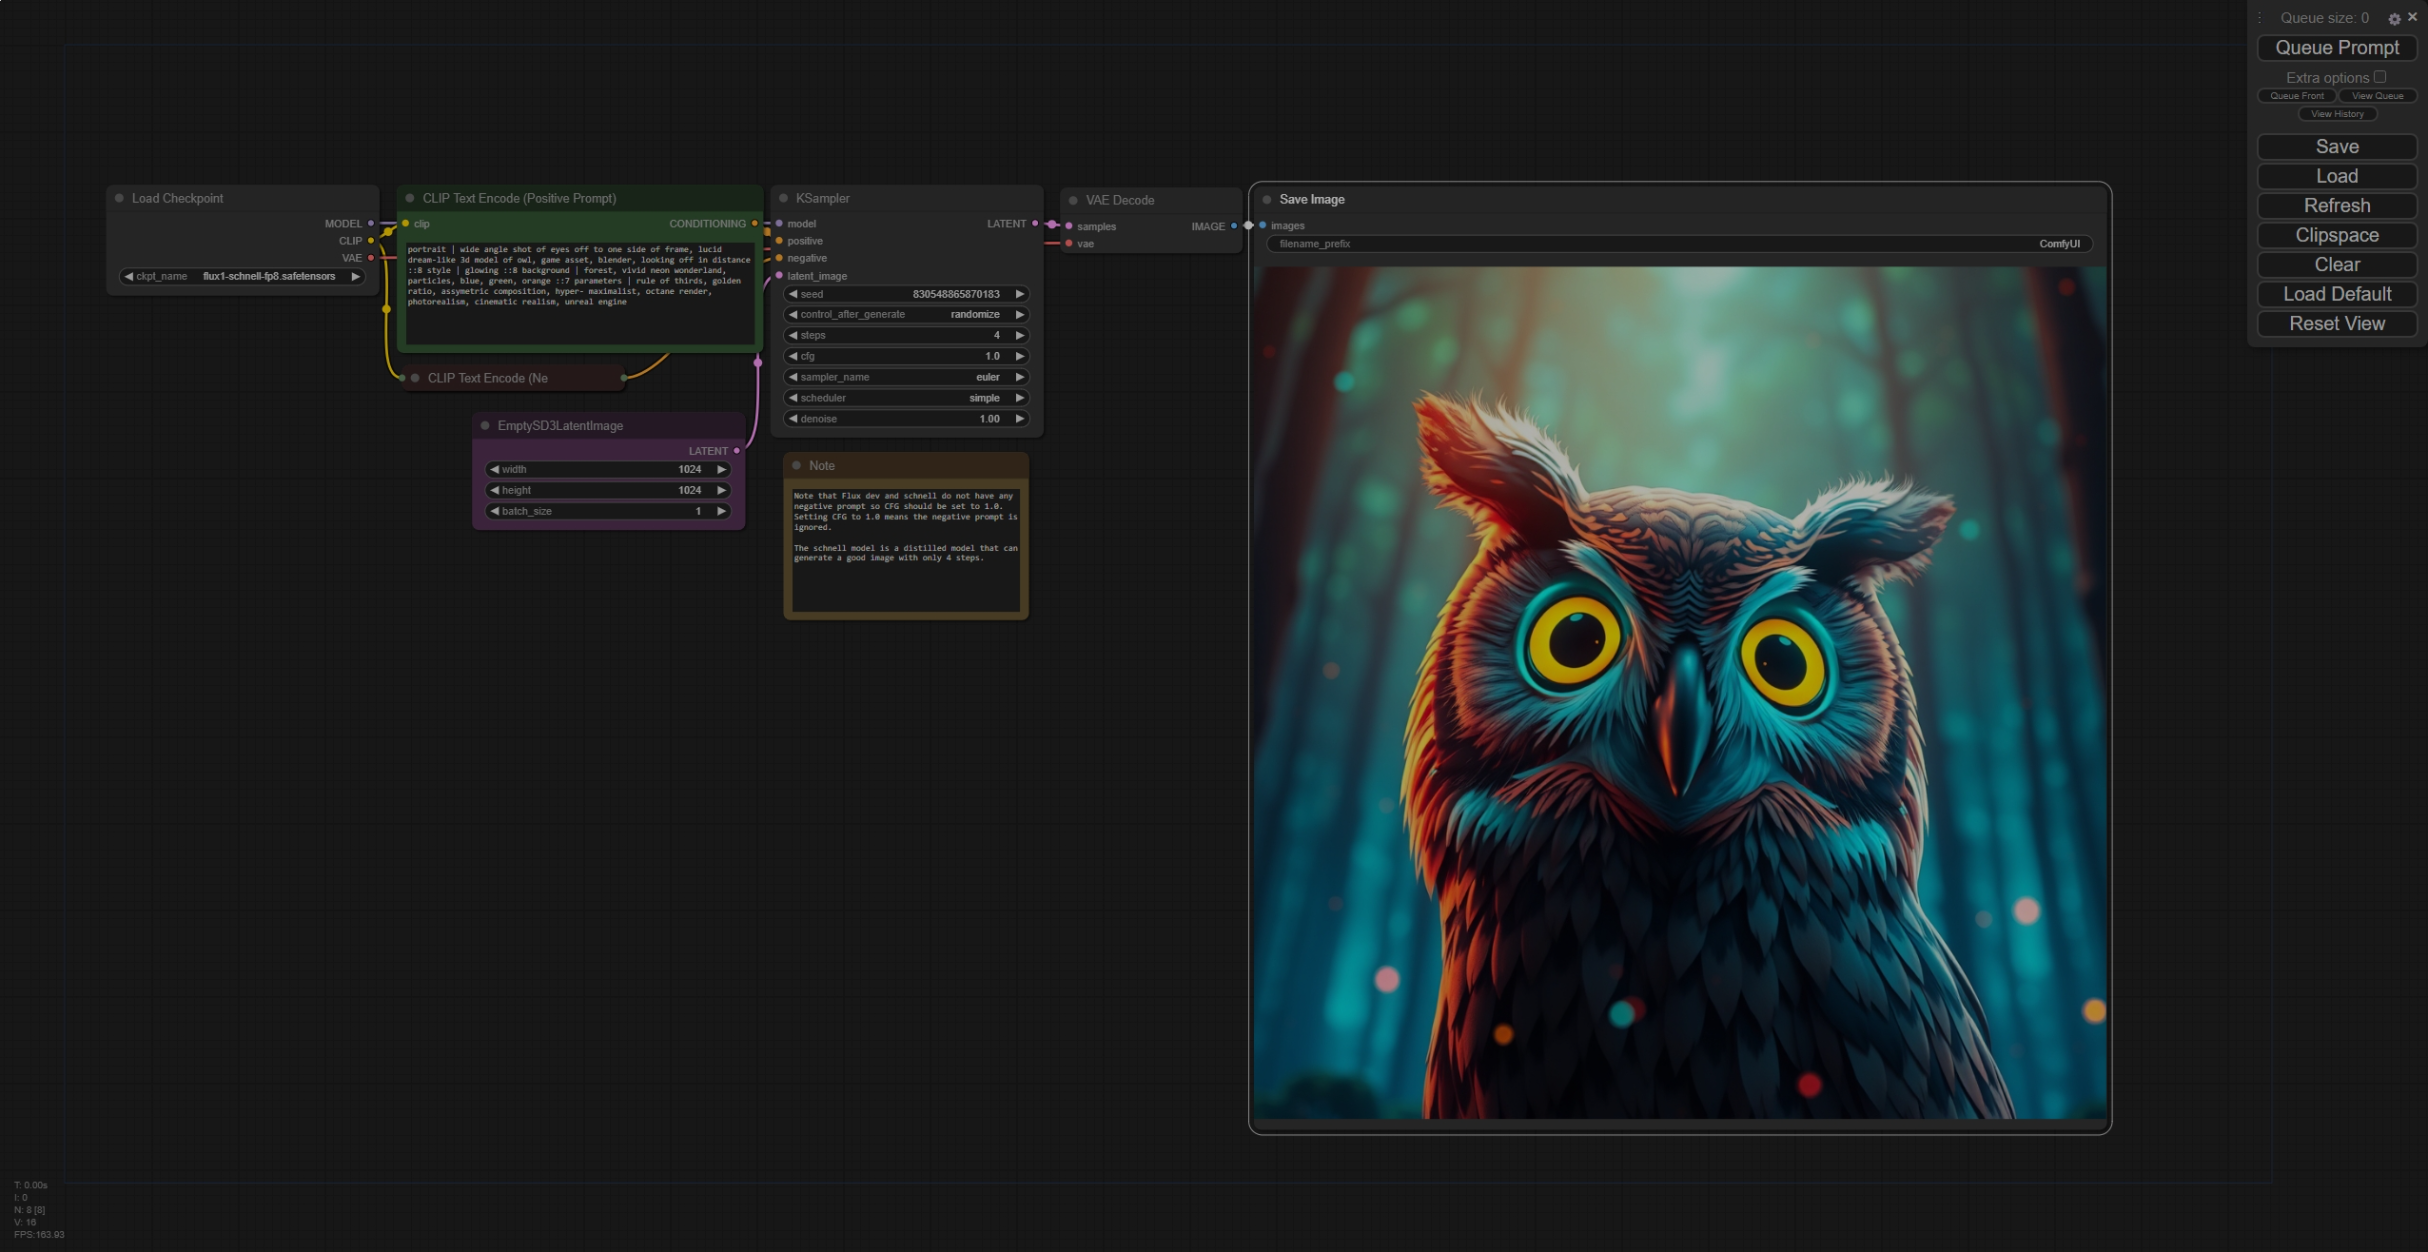 Queue size: 0
Queue Prompt
Extra options
Queue Front View Queue
View History
Save
Load
Refresh
Clipspace
Clear
Load Default
Reset View
Load Checkpoint
MODEL
CLIP
VAE
ckpt_name flux1-schnell-fp8.safetensors
CLIP Text Encode (Positive Prompt)
clip CONDITIONING
portrait | wide angle shot of eyes off to one side of frame, lucid
dream-like 3d model of owl, game asset, blender, looking off in distance
::8 style | glowing ::8 background | forest, vivid neon wonderland,
particles, blue, green, orange ::7 parameters | rule of thirds, golden
ratio, assymetric composition, hyper- maximalist, octane render,
photorealism, cinematic realism, unreal engine
CLIP Text Encode (Ne
EmptySD3LatentImage
LATENT
width 1024
height 1024
batch_size 1
KSampler
model LATENT
positive
negative
latent_image
seed 830548865870183
control_after_generate randomize
steps 4
cfg 1.0
sampler_name euler
scheduler simple
denoise 1.00
Note
Note that Flux dev and schnell do not have any
negative prompt so CFG should be set to 1.0.
Setting CFG to 1.0 means the negative prompt is
ignored.
The schnell model is a distilled model that can
generate a good image with only 4 steps.
VAE Decode
samples IMAGE
vae
Save Image
images
filename_prefix ComfyUI
T: 0.00s
I: 0
N: 8 [8]
V: 16
FPS:163.93